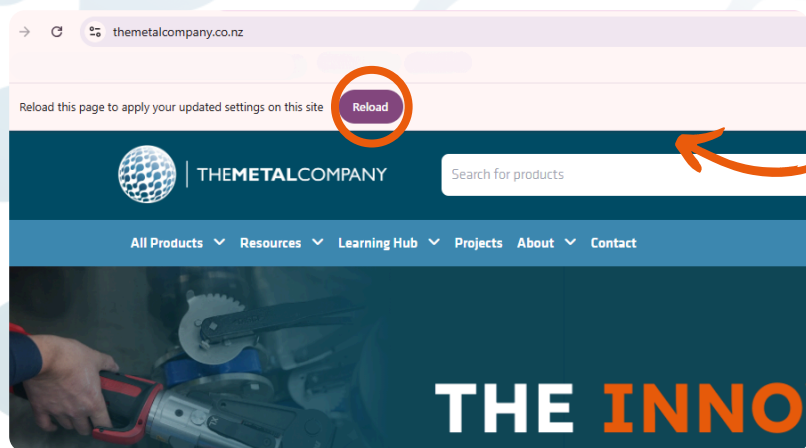 themetalcompany.co.nz
Reload this page to apply your updated settings on this site Reload
THEMETALCOMPANY Search for products
All Products Resources Learning Hub Projects About Contact
THE INNO